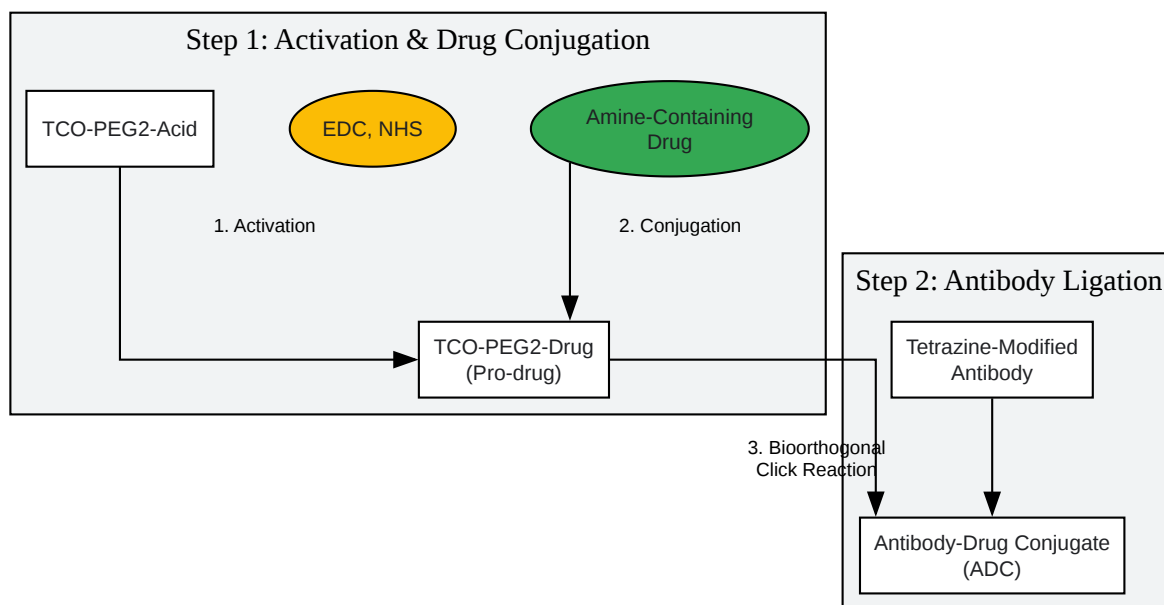 Step 1: Activation & Drug Conjugation
TCO-PEG2-Acid
EDC, NHS
Amine-Containing
Drug
1. Activation
2. Conjugation
TCO-PEG2-Drug
(Pro-drug)
Step 2: Antibody Ligation
Tetrazine-Modified
Antibody
3. Bioorthogonal
Click Reaction
Antibody-Drug Conjugate
(ADC)